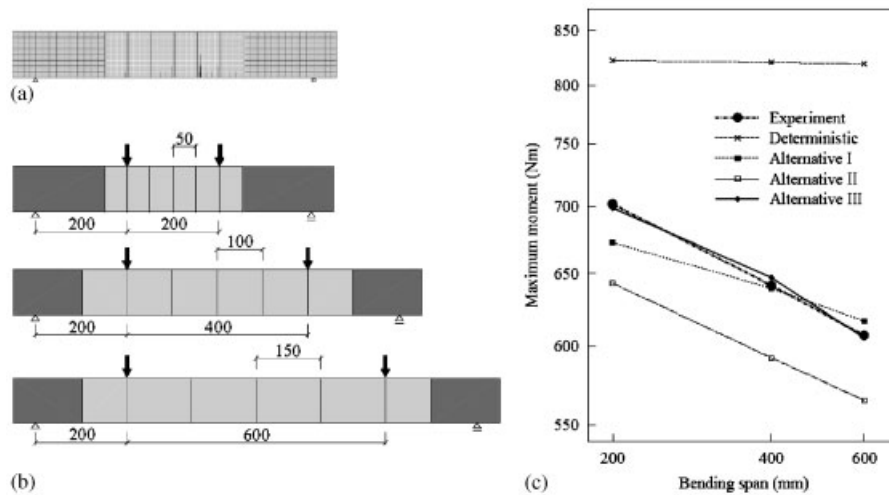 (a)
50
200
200
100
200
400
150
200
600
(b)
850
800
750
700
650
600
550
Maximum moment (Nm)
Experiment
Deterministic
Alternative I
Alternative II
Alternative III
200
400
600
Bending span (mm)
(c)